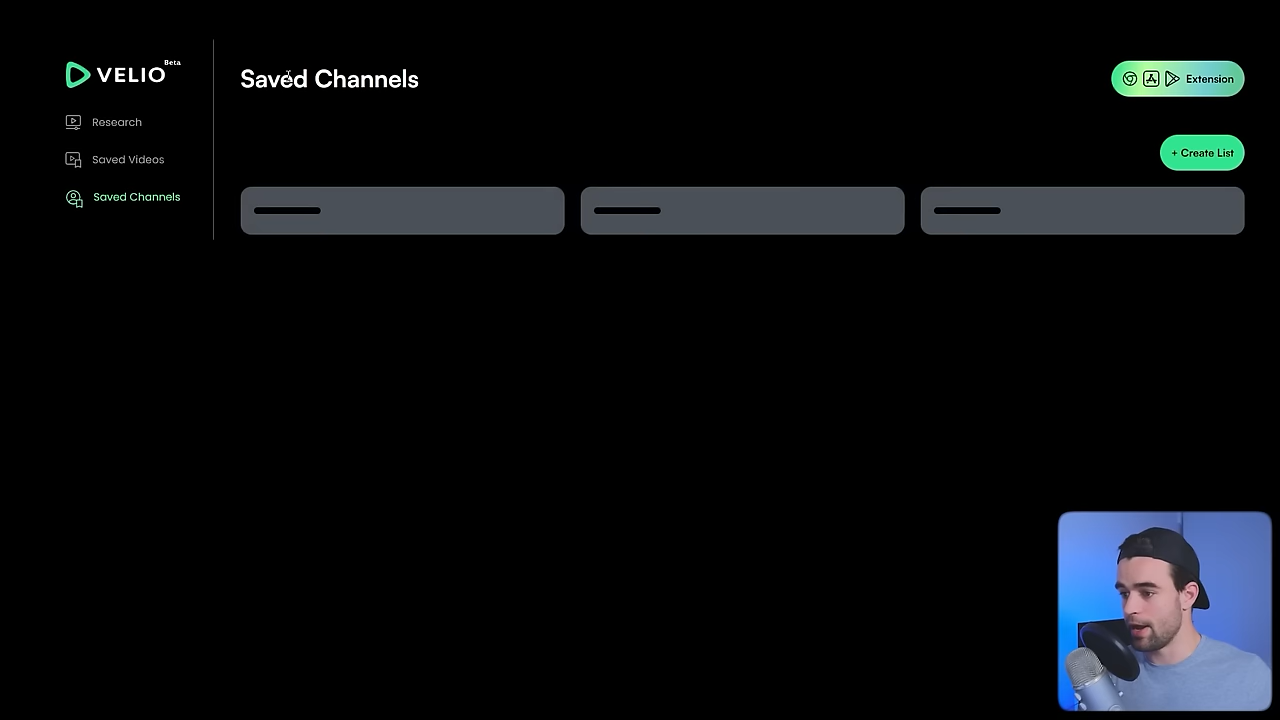 VELIO Beta
Research
Saved Videos
Saved Channels
Saved Channels
Extension
+ Create List